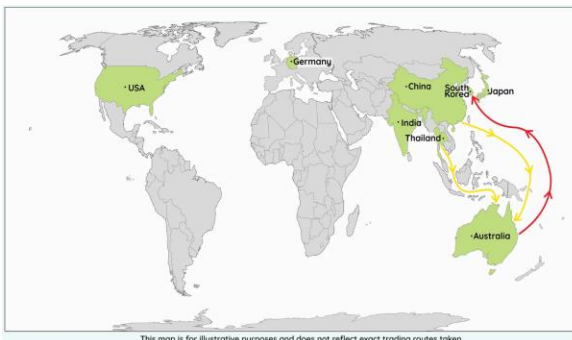 USA
Germany
China
South
Korea
Japan
India
Thailand
Australia
This map is for illustrative purposes and does not reflect exact trading routes taken